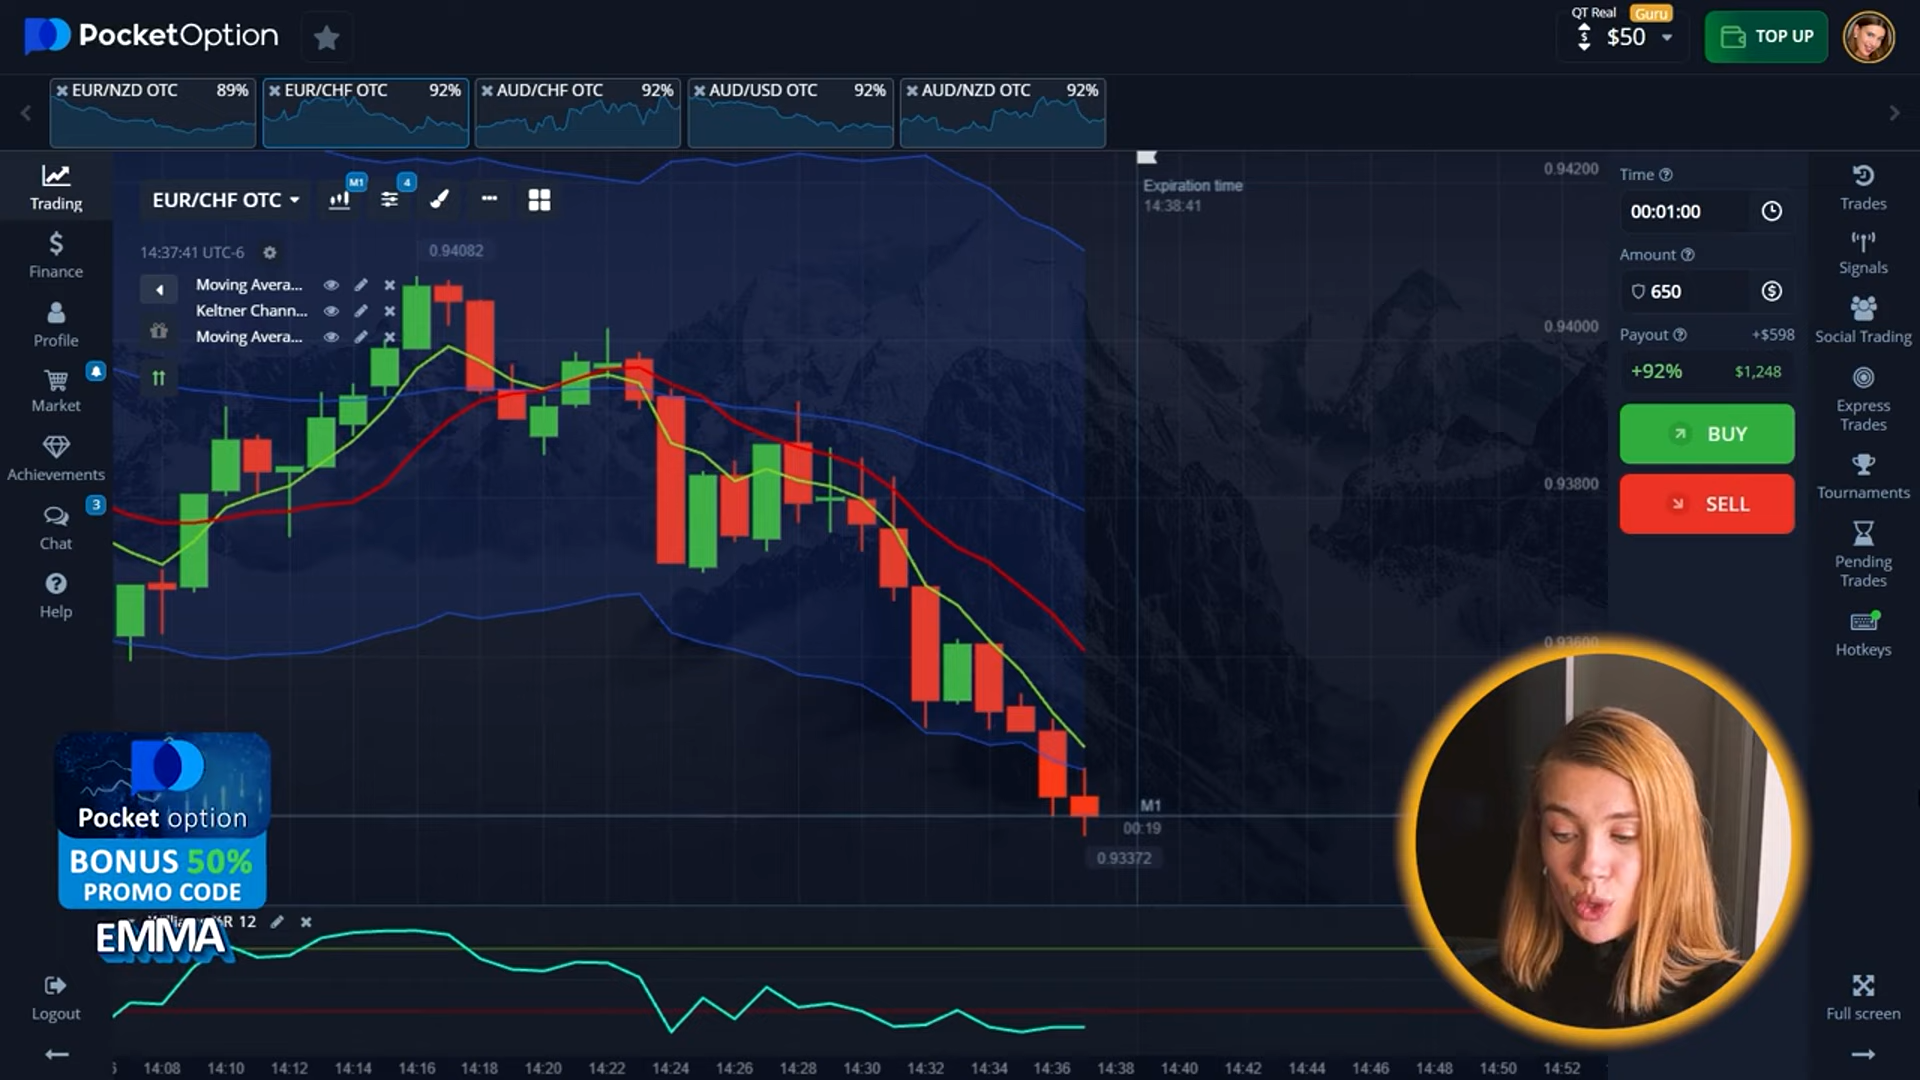 PocketOption
QT Real Guru
$50
TOP UP
EUR/NZD OTC 89%
EUR/CHF OTC 92%
AUD/CHF OTC 92%
AUD/USD OTC 92%
AUD/NZD OTC 92%
Trading
Finance
Profile
Market
Achievements
3
Chat
Help
Logout
EUR/CHF OTC
M1
4
14:37:41 UTC-6
0.94082
Moving Avera...
Keltner Chann...
Moving Avera...
Expiration time
14:38:41
0.94200
0.94000
0.93800
0.93600
M1
00:19
0.93372
Time
00:01:00
Amount
650
Payout +$598
+92% $1,248
BUY
SELL
Trades
Signals
Social Trading
Express
Trades
Tournaments
Pending
Trades
Hotkeys
Full screen
Pocket option
BONUS 50%
PROMO CODE
EMMA
%R 12
14:08 14:10 14:12 14:14 14:16 14:18 14:20 14:22 14:24 14:26 14:28 14:30 14:32 14:34 14:36 14:38 14:40 14:42 14:44 14:46 14:48 14:50 14:52